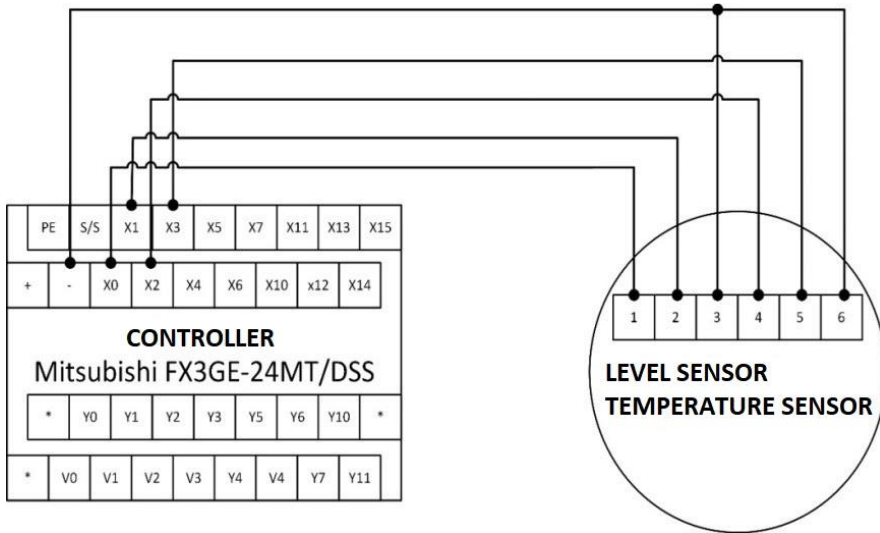 PE S/S X1 X3 X5 X7 X11 X13 X15
+ - X0 X2 X4 X6 X10 x12 X14
CONTROLLER
Mitsubishi FX3GE-24MT/DSS
* Y0 Y1 Y2 Y3 Y5 Y6 Y10 *
* V0 V1 V2 V3 Y4 V4 Y7 Y11
1 2 3 4 5 6
LEVEL SENSOR
TEMPERATURE SENSOR